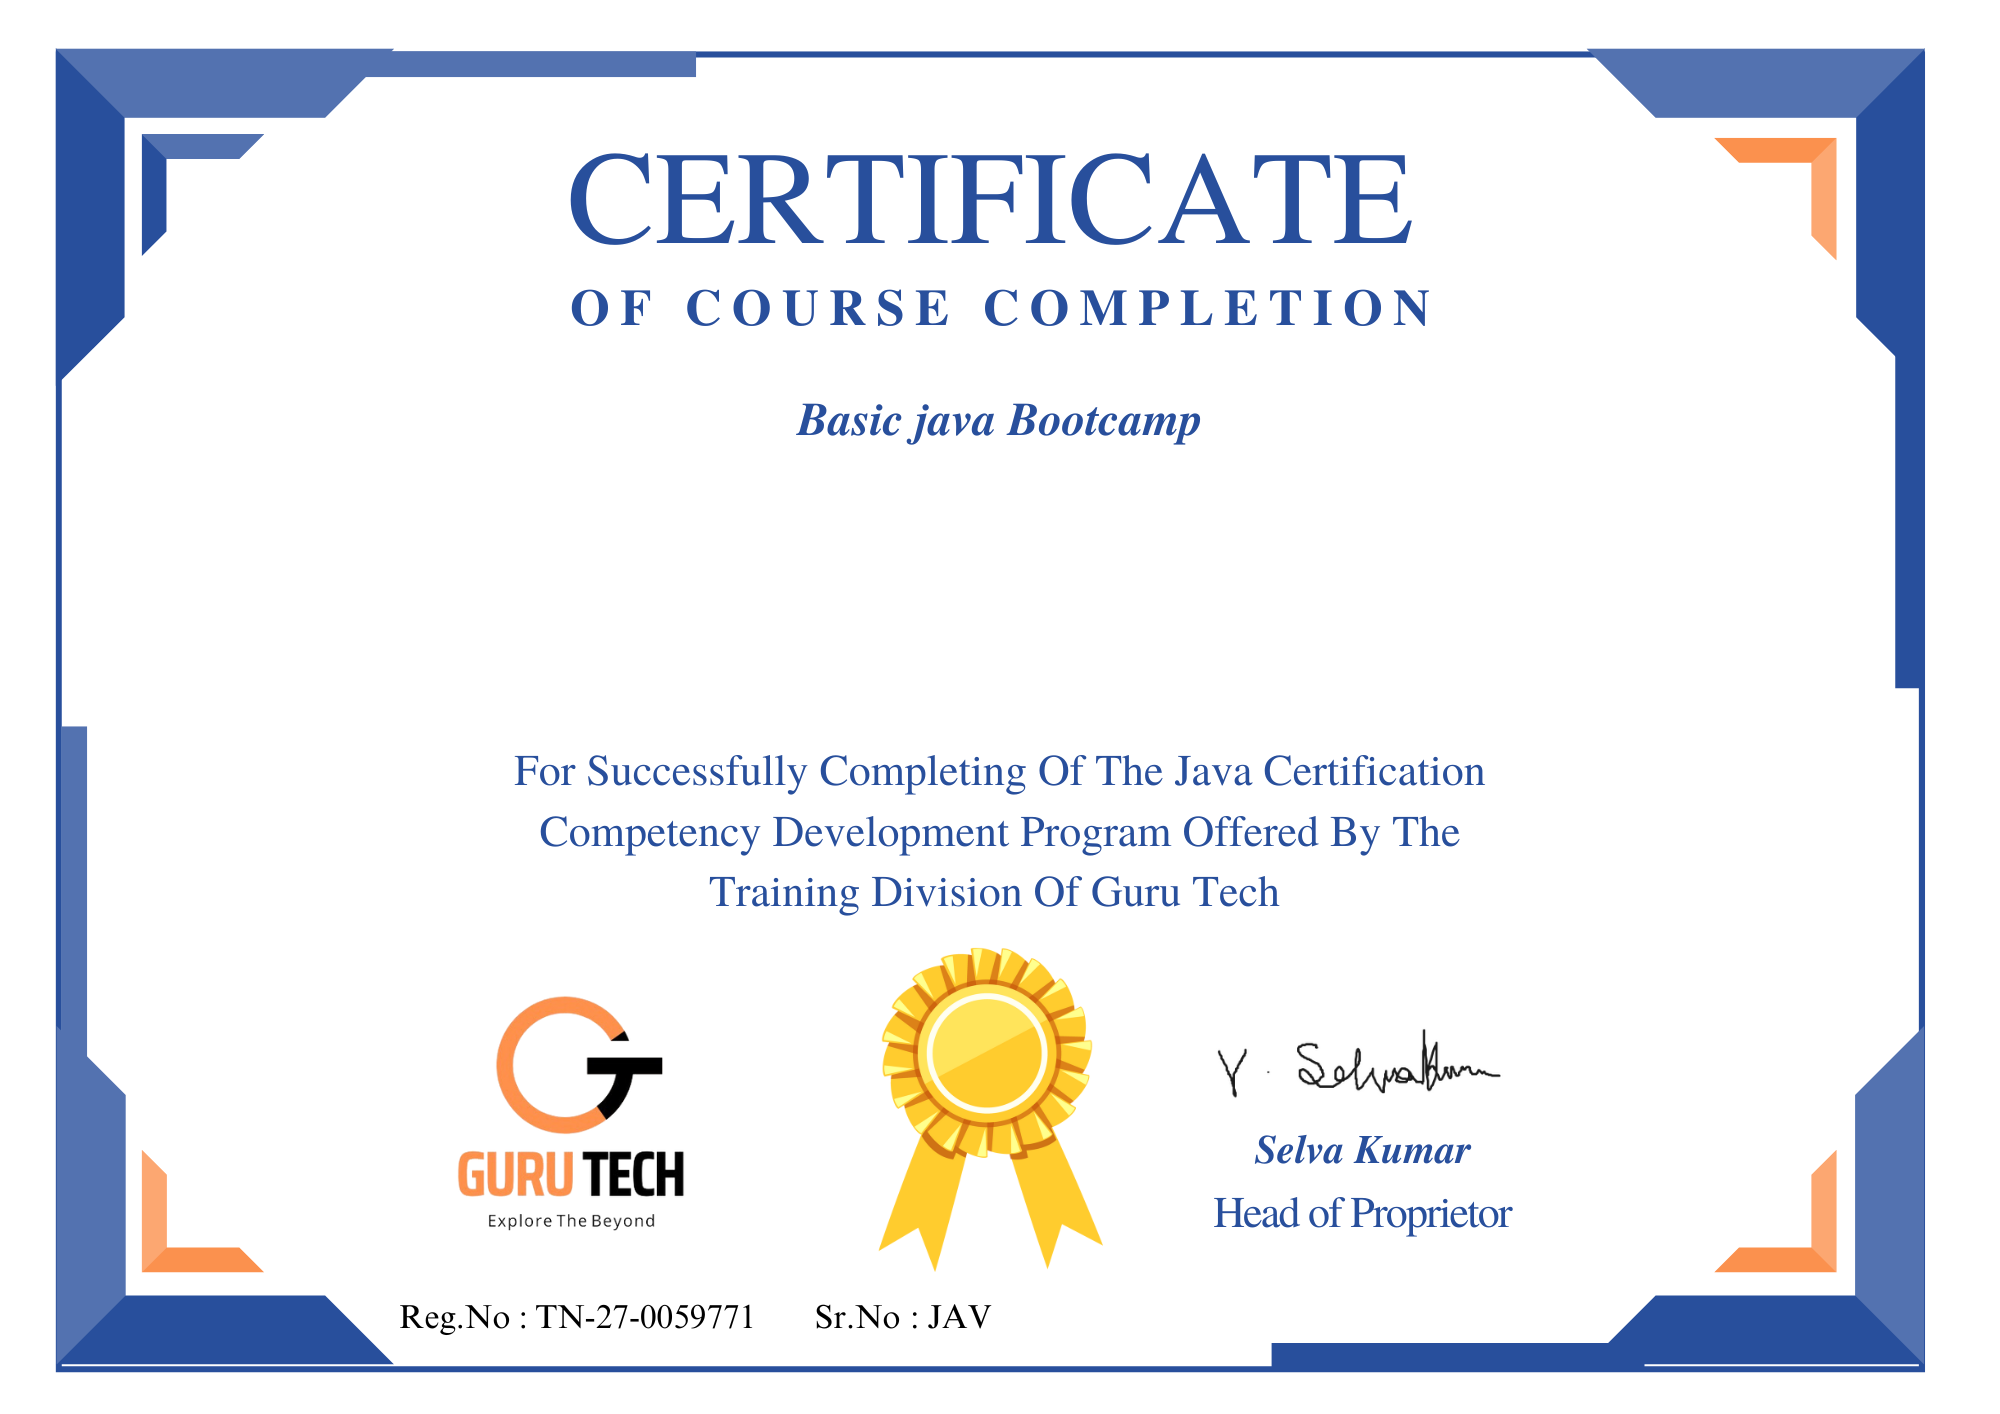 CERTIFICATE
OF COURSE COMPLETION
Basic java Bootcamp
For Successfully Completing Of The Java Certification
Competency Development Program Offered By The
Training Division Of Guru Tech
GURU TECH
Explore The Beyond
Y. Selvakumar
Selva Kumar
Head of Proprietor
Reg.No : TN-27-0059771 Sr.No : JAV